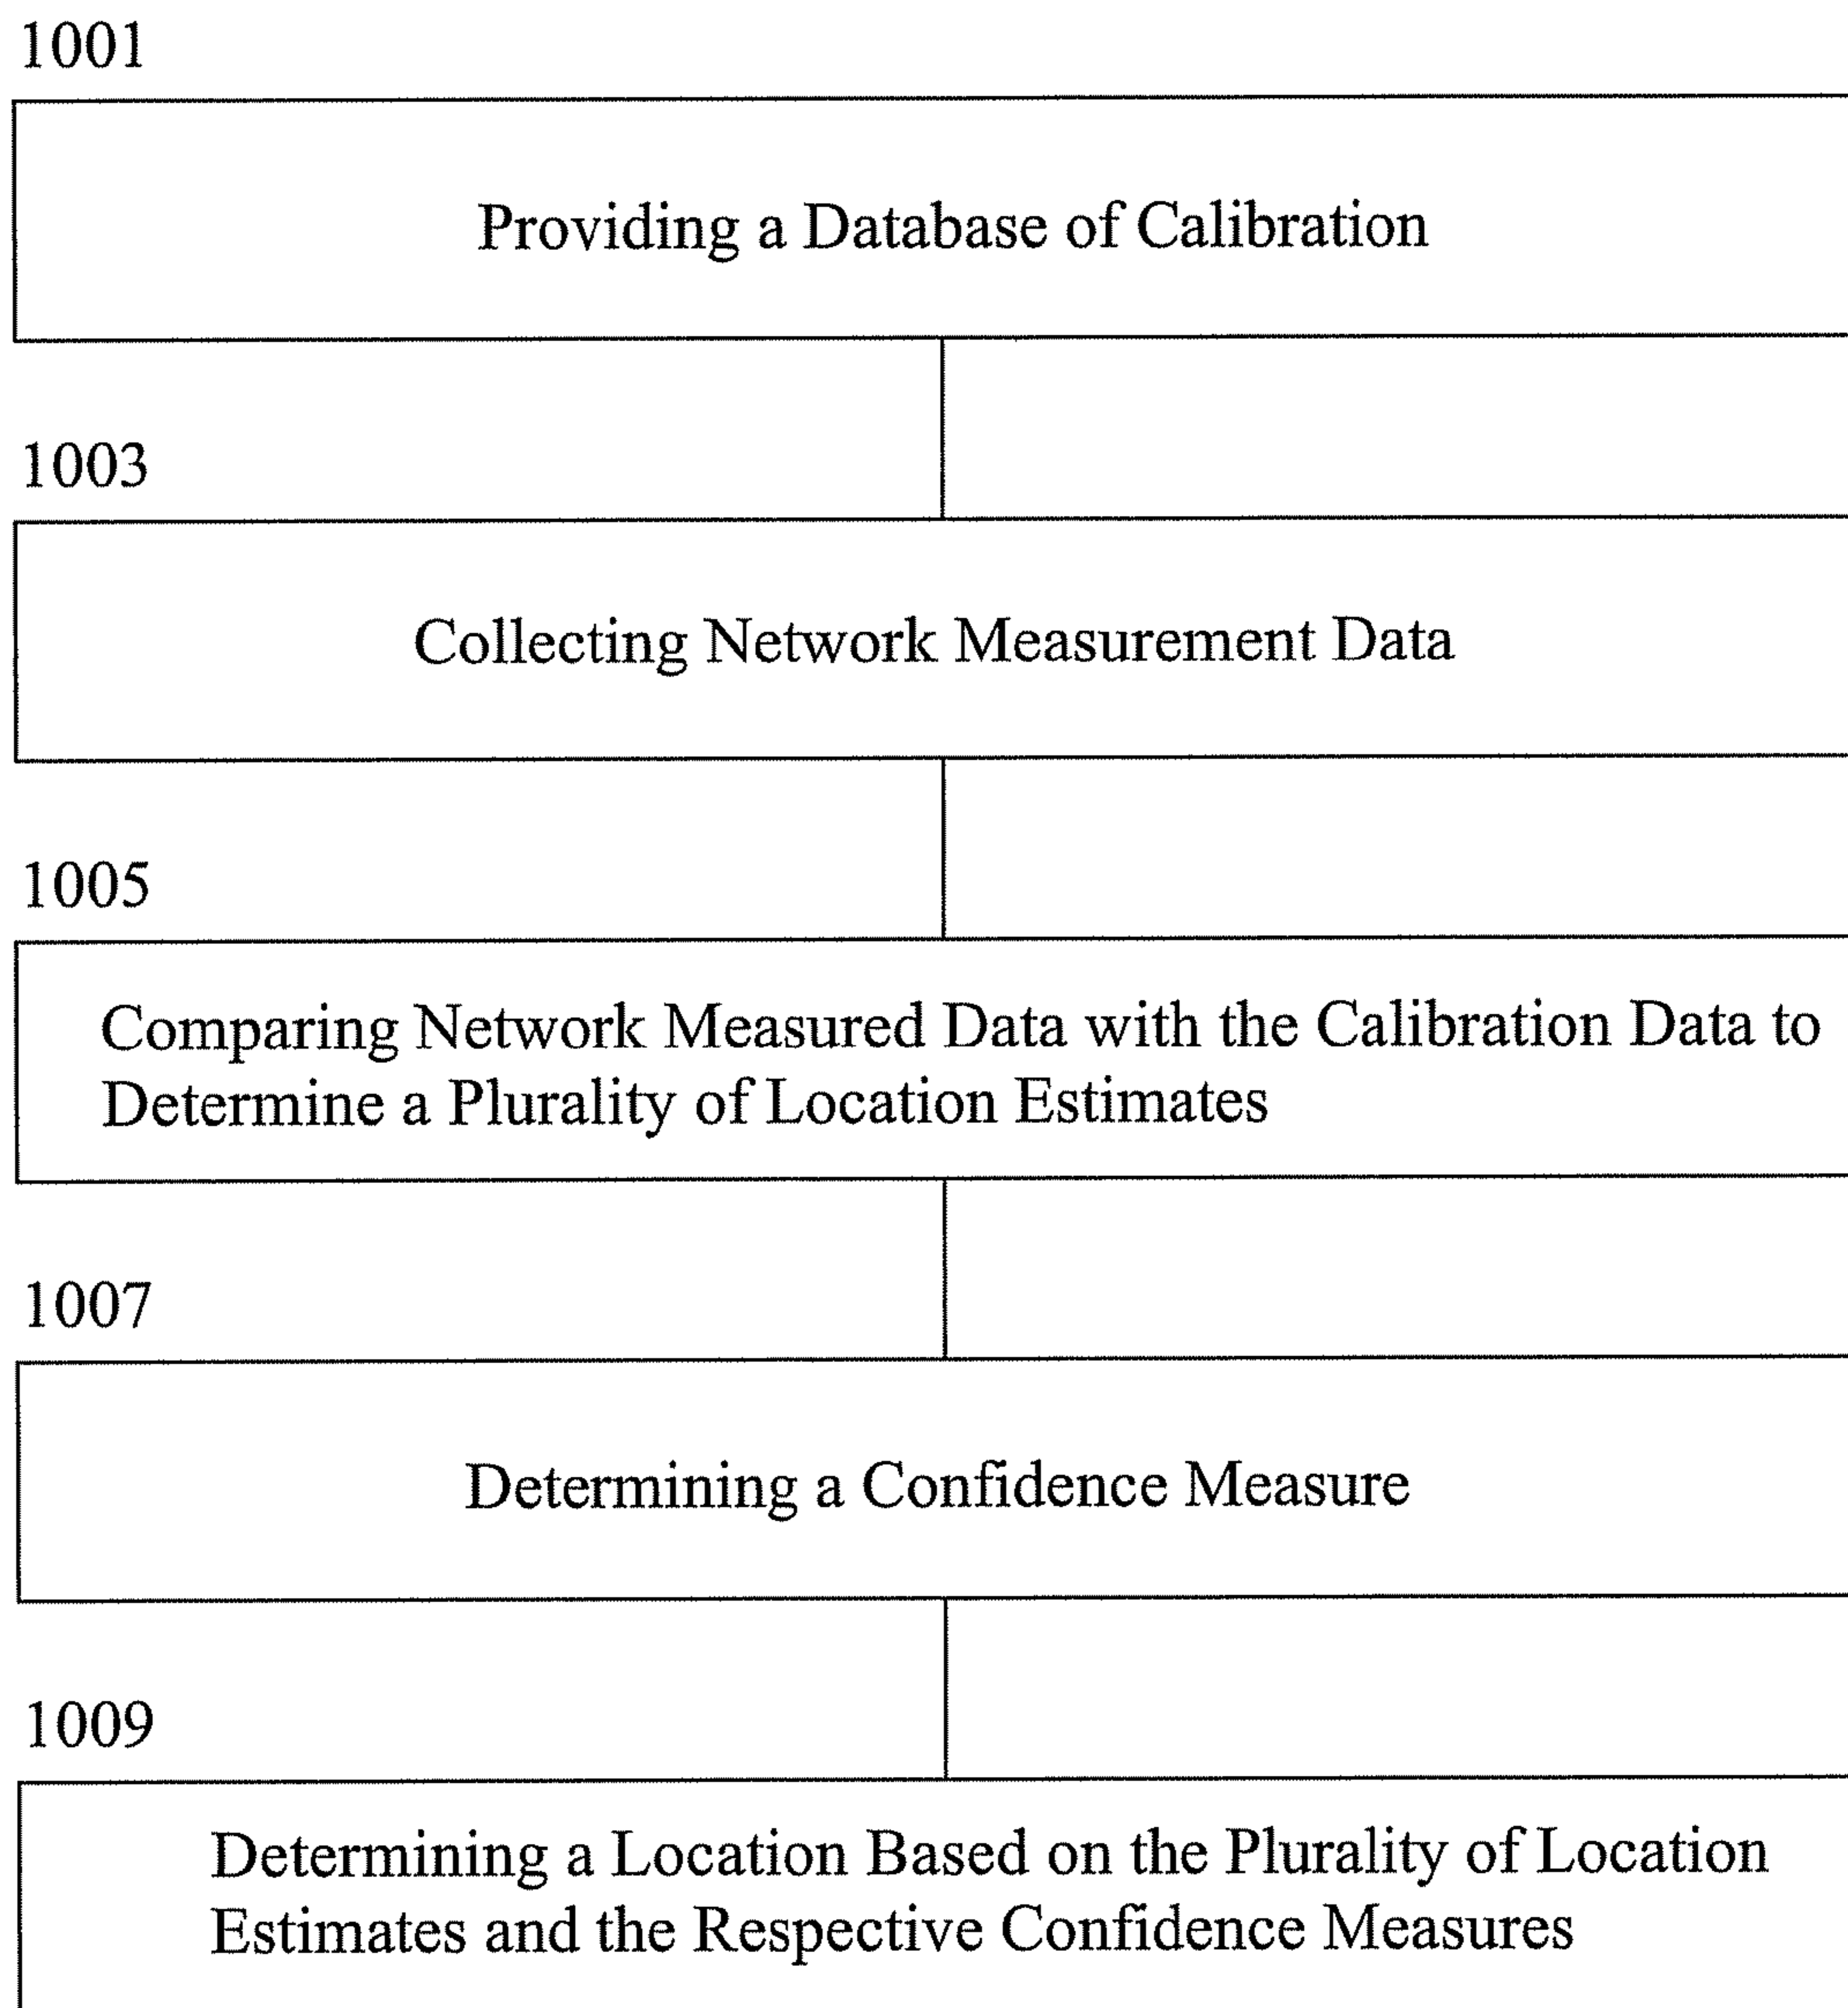 1001
Providing a Database of Calibration
1003
Collecting Network Measurement Data
1005
Comparing Network Measured Data with the Calibration Data to
Determine a Plurality of Location Estimates
1007
Determining a Confidence Measure
1009
Determining a Location Based on the Plurality of Location
Estimates and the Respective Confidence Measures